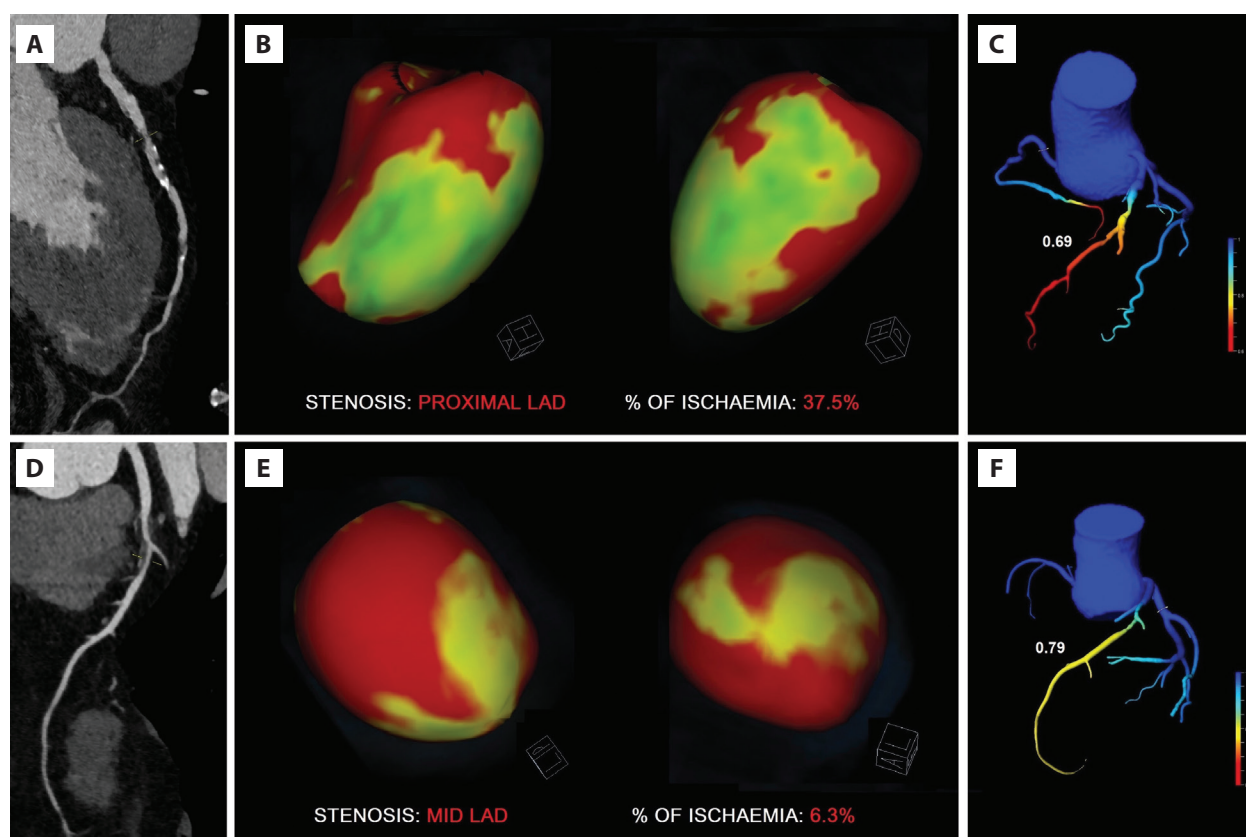 A
B
C
0.69
STENOSIS: PROXIMAL LAD
% OF ISCHAEMIA: 37.5%
D
E
F
0.79
STENOSIS: MID LAD
% OF ISCHAEMIA: 6.3%